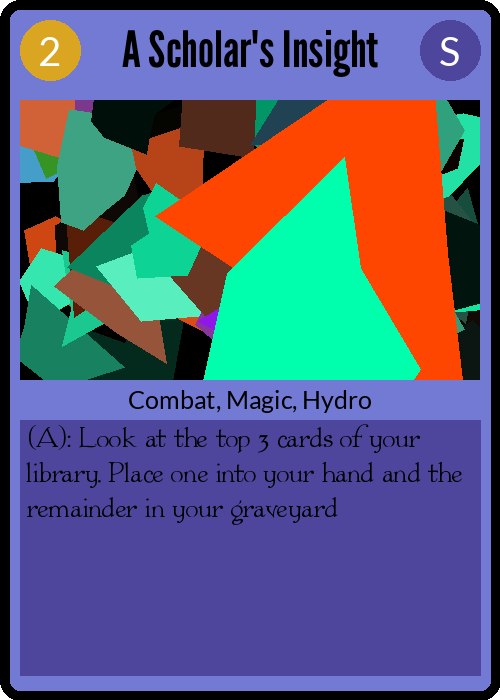 2
A Scholar's Insight
S
Combat, Magic, Hydro
(A): Look at the top 3 cards of your
library. Place one into your hand and the
remainder in your graveyard